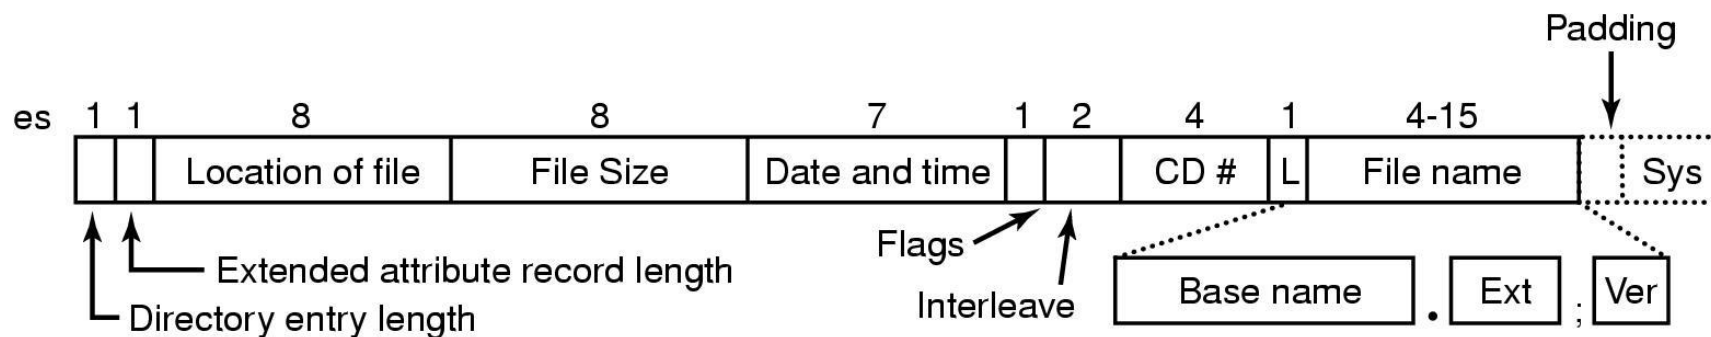 Padding
es 1 1 8 8 7 1 2 4 1 4-15
Location of file File Size Date and time CD # L File name Sys
Flags
Extended attribute record length
Interleave
Base name . Ext ; Ver
Directory entry length